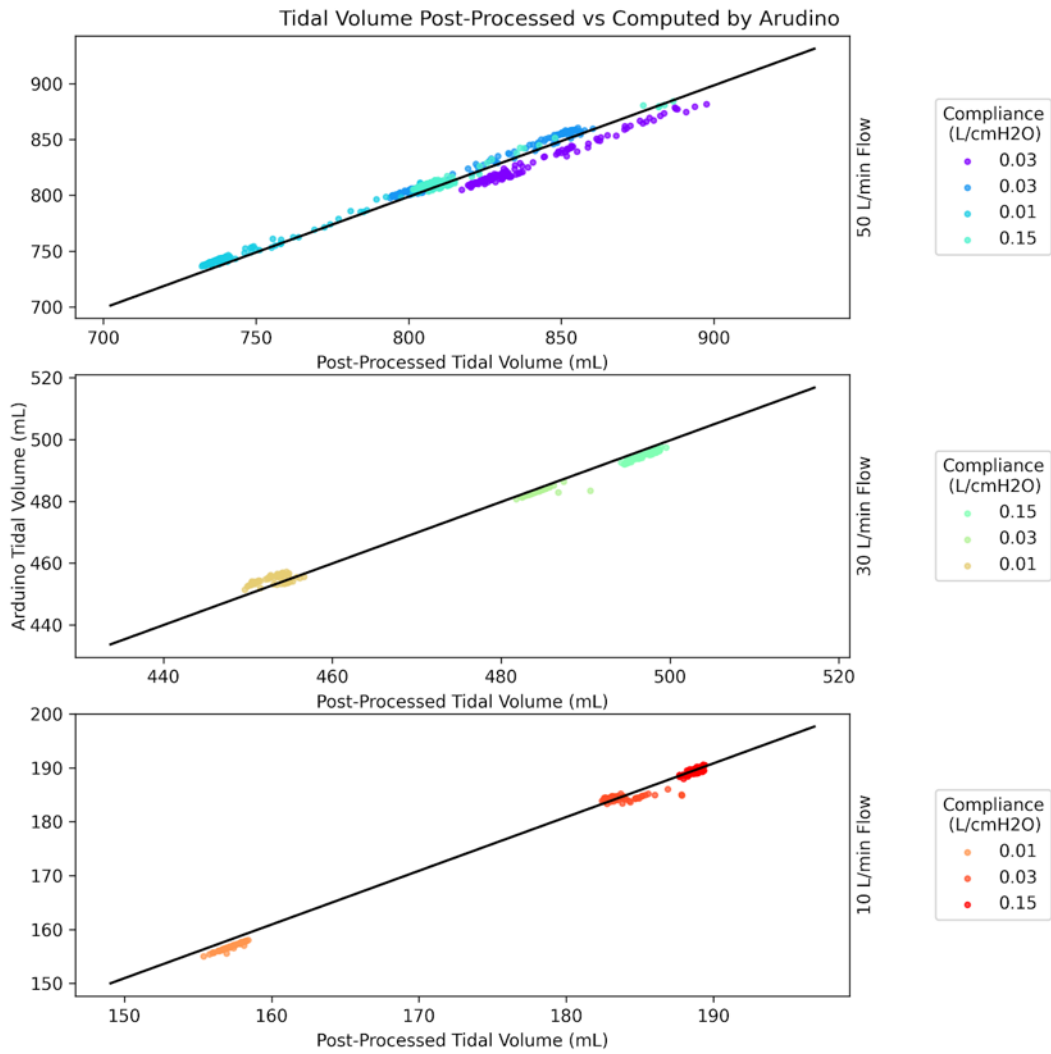 Tidal Volume Post-Processed vs Computed by Arudino
900
850
800
750
700
700 750 800 850 900
Post-Processed Tidal Volume (mL)
50 L/min Flow
Compliance
(L/cmH2O)
0.03
0.03
0.01
0.15
Arduino Tidal Volume (mL)
520
500
480
460
440
440 460 480 500 520
Post-Processed Tidal Volume (mL)
30 L/min Flow
Compliance
(L/cmH2O)
0.15
0.03
0.01
200
190
180
170
160
150
150 160 170 180 190
Post-Processed Tidal Volume (mL)
10 L/min Flow
Compliance
(L/cmH2O)
0.01
0.03
0.15